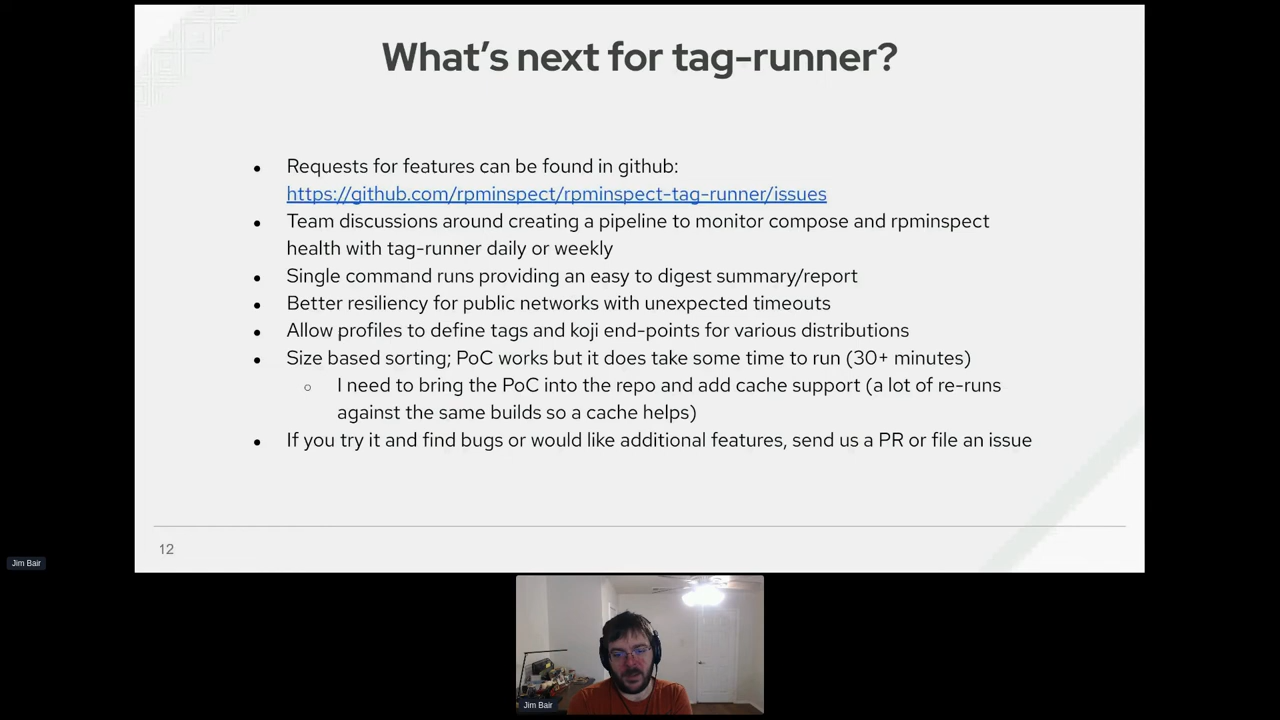 What's next for tag-runner?
● Requests for features can be found in github:
https://github.com/rpminspect/rpminspect-tag-runner/issues
● Team discussions around creating a pipeline to monitor compose and rpminspect
health with tag-runner daily or weekly
● Single command runs providing an easy to digest summary/report
● Better resiliency for public networks with unexpected timeouts
● Allow profiles to define tags and koji end-points for various distributions
● Size based sorting; PoC works but it does take some time to run (30+ minutes)
○ I need to bring the PoC into the repo and add cache support (a lot of re-runs
against the same builds so a cache helps)
● If you try it and find bugs or would like additional features, send us a PR or file an issue
12
Jim Bair
Jim Bair